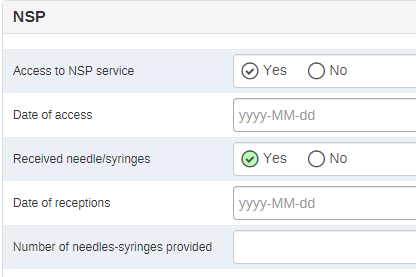 NSP
Access to NSP service Yes No
Date of access yyyy-MM-dd
Received needle/syringes Yes No
Date of receptions yyyy-MM-dd
Number of needles-syringes provided